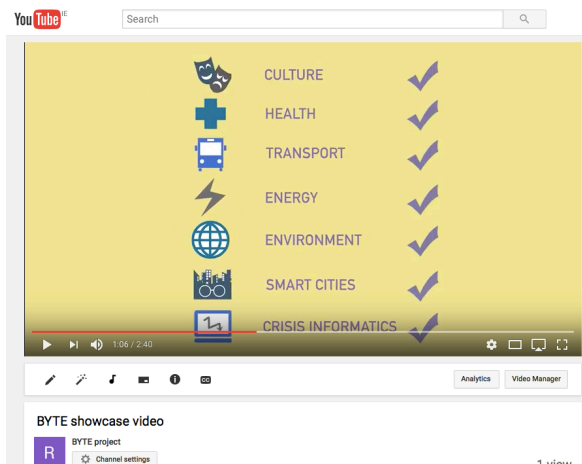 YouTube IE
Search
CULTURE
HEALTH
TRANSPORT
ENERGY
ENVIRONMENT
SMART CITIES
CRISIS INFORMATICS
1:06 / 2:40
CC
Analytics
Video Manager
BYTE showcase video
R
BYTE project
Channel settings
1 view